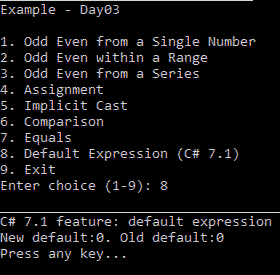 Example - Day03
1. Odd Even from a Single Number
2. Odd Even within a Range
3. Odd Even from a Series
4. Assignment
5. Implicit Cast
6. Comparison
7. Equals
8. Default Expression (C# 7.1)
9. Exit
Enter choice (1-9): 8
C# 7.1 feature: default expression
New default:0. Old default:0
Press any key...